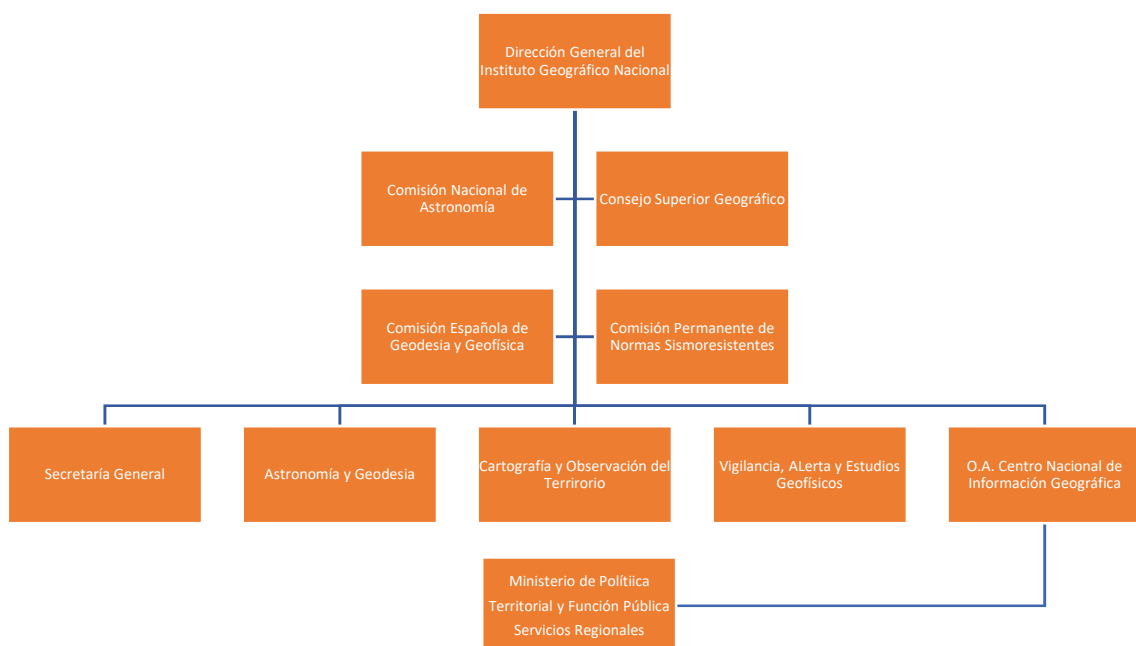 Dirección General del
Instituto Geográfico Nacional
Comisión Nacional de
Astronomía
Consejo Superior Geográfico
Comisión Española de
Geodesia y Geofísica
Comisión Permanente de
Normas Sismoresistentes
Secretaría General
Astronomía y Geodesia
Cartografía y Observación del
Terrirorio
Vigilancia, ALerta y Estudios
Geofísicos
O.A. Centro Nacional de
Información Geográfica
Ministerio de Polítiica
Territorial y Función Pública
Servicios Regionales